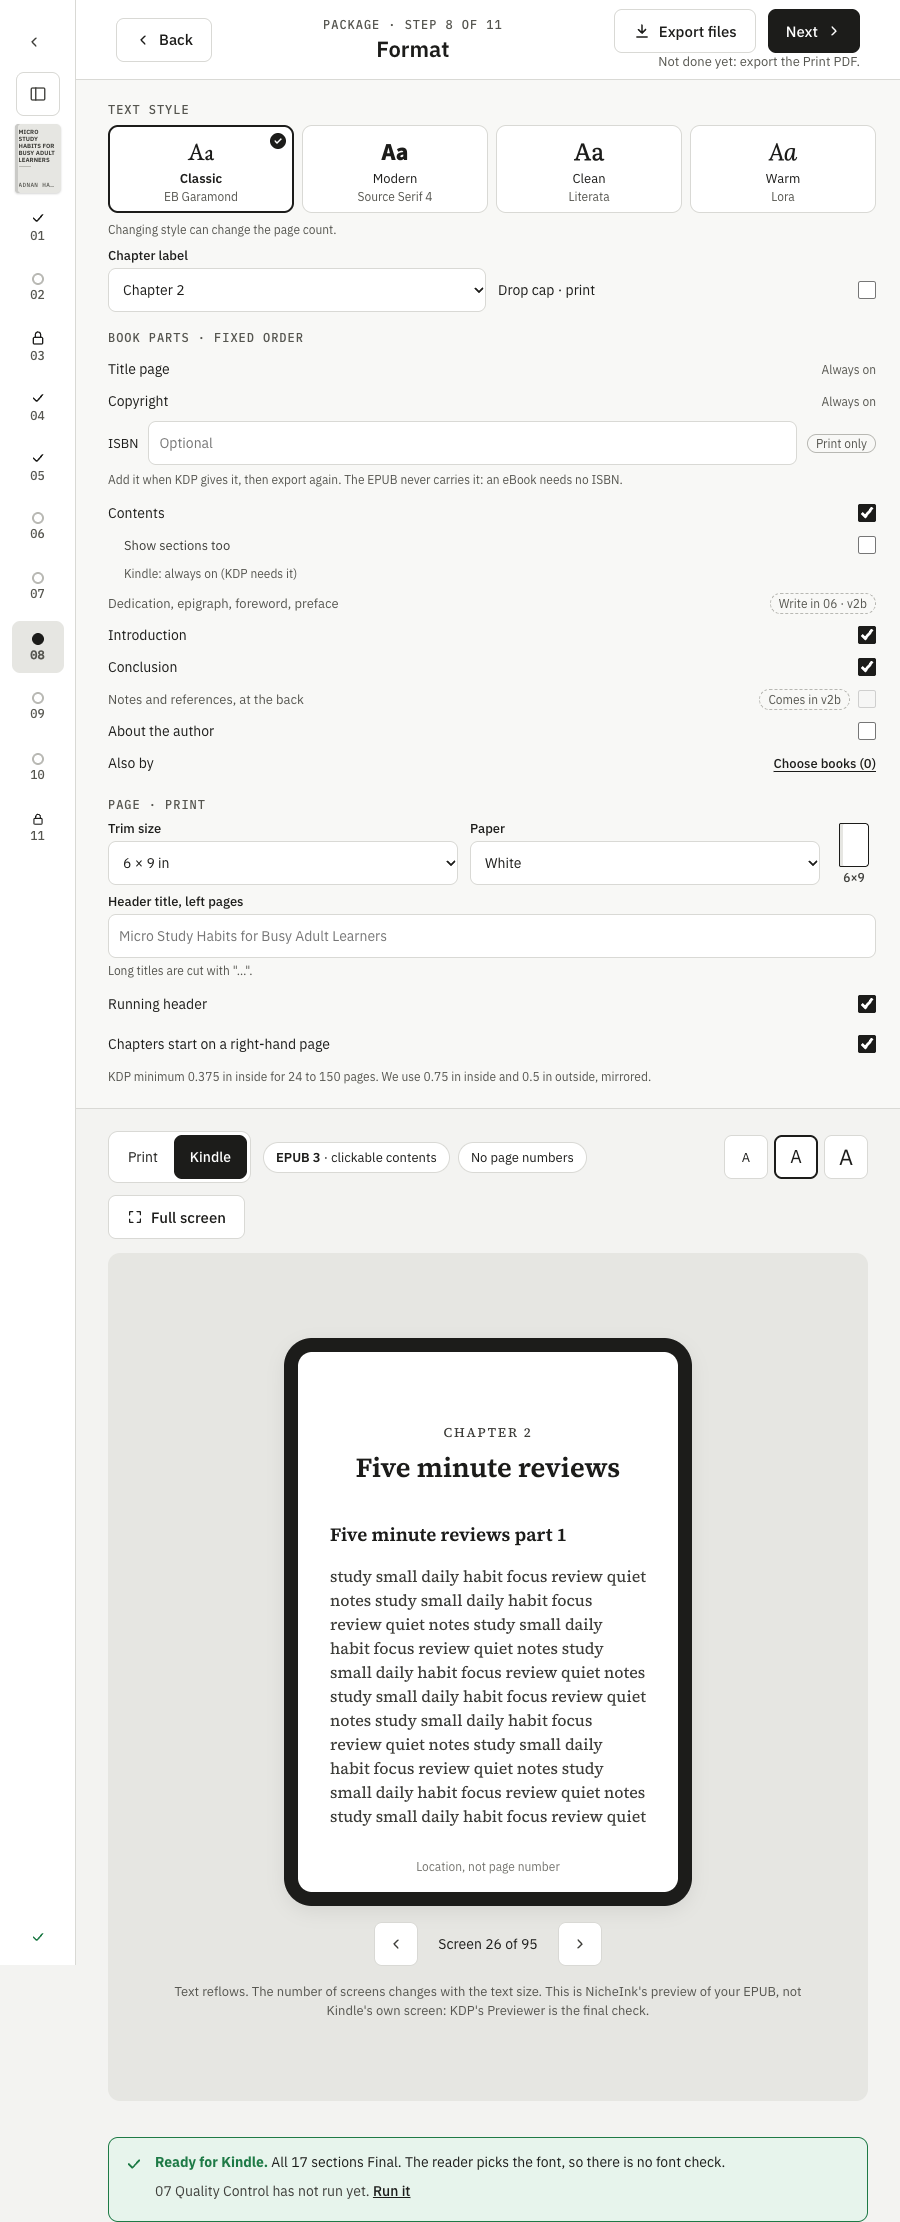 Back
PACKAGE · STEP 8 OF 11
Format
Export files
Next
Not done yet: export the Print PDF.
MICRO
STUDY
HABITS FOR
BUSY ADULT
LEARNERS
ADNAN HA…
01
02
03
04
05
06
07
08
09
10
11
TEXT STYLE
Aa
Classic
EB Garamond
Aa
Modern
Source Serif 4
Aa
Clean
Literata
Aa
Warm
Lora
Changing style can change the page count.
Chapter label
Chapter 2
Drop cap · print
BOOK PARTS · FIXED ORDER
Title page
Always on
Copyright
Always on
ISBN
Optional
Print only
Add it when KDP gives it, then export again. The EPUB never carries it: an eBook needs no ISBN.
Contents
Show sections too
Kindle: always on (KDP needs it)
Dedication, epigraph, foreword, preface
Write in 06 · v2b
Introduction
Conclusion
Notes and references, at the back
Comes in v2b
About the author
Also by
Choose books (0)
PAGE · PRINT
Trim size
6 × 9 in
Paper
White
6×9
Header title, left pages
Micro Study Habits for Busy Adult Learners
Long titles are cut with "…".
Running header
Chapters start on a right-hand page
KDP minimum 0.375 in inside for 24 to 150 pages. We use 0.75 in inside and 0.5 in outside, mirrored.
Print
Kindle
EPUB 3 · clickable contents
No page numbers
A
A
A
Full screen
CHAPTER 2
Five minute reviews
Five minute reviews part 1
study small daily habit focus review quiet
notes study small daily habit focus
review quiet notes study small daily
habit focus review quiet notes study
small daily habit focus review quiet notes
study small daily habit focus review quiet
notes study small daily habit focus
review quiet notes study small daily
habit focus review quiet notes study
small daily habit focus review quiet notes
study small daily habit focus review quiet
Location, not page number
Screen 26 of 95
Text reflows. The number of screens changes with the text size. This is NicheInk's preview of your EPUB, not
Kindle's own screen: KDP's Previewer is the final check.
Ready for Kindle. All 17 sections Final. The reader picks the font, so there is no font check.
07 Quality Control has not run yet. Run it